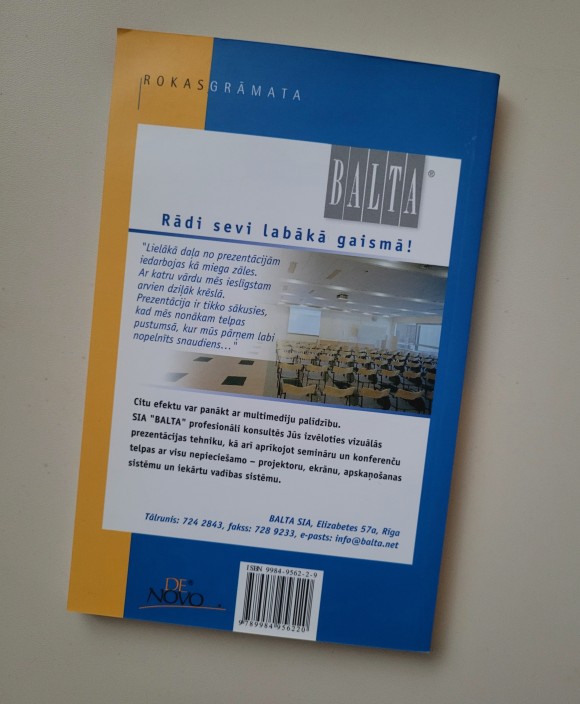 ROKASGRĀMATA
BALTA®
Rādi sevi labākā gaismā!
"Lielākā daļa no prezentācijām
iedarbojas kā miega zāles.
Ar katru vārdu mēs ieslīgstam
arvien dziļāk krēslā.
Prezentācija ir tikko sākusies,
kad mēs nonākam telpas
pustumsā, kur mūs pārņem labi
nopelnīts snaudiens..."
Citu efektu var panākt ar multimediju palīdzību.
SIA "BALTA" profesionāli konsultēs Jūs izvēloties vizuālās
prezentācijas tehniku, kā arī aprīkojot semināru un konferenču
telpas ar visu nepieciešamo – projektoru, ekrānu, apskaņošanas
sistēmu un iekārtu vadības sistēmu.
BALTA SIA, Elizabetes 57a, Rīga
Tālrunis: 724 2843, fakss: 728 9233, e-pasts: info@balta.net
DE®
NOVO
ISBN 9984-9562-2-9
9 789984 956220